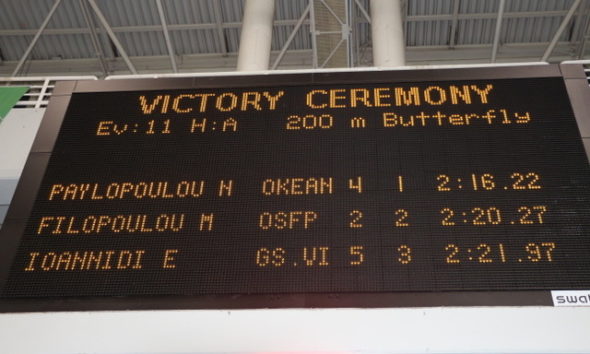 VICTORY CEREMONY
Ev:11 H:A 200 m Butterfly
PAYLOPOULOU N OKEAN 4 1 2:16.22
FILOPOULOU M OSFP 2 2 2:20.27
IOANNIDI E GS.VI 5 3 2:21.97